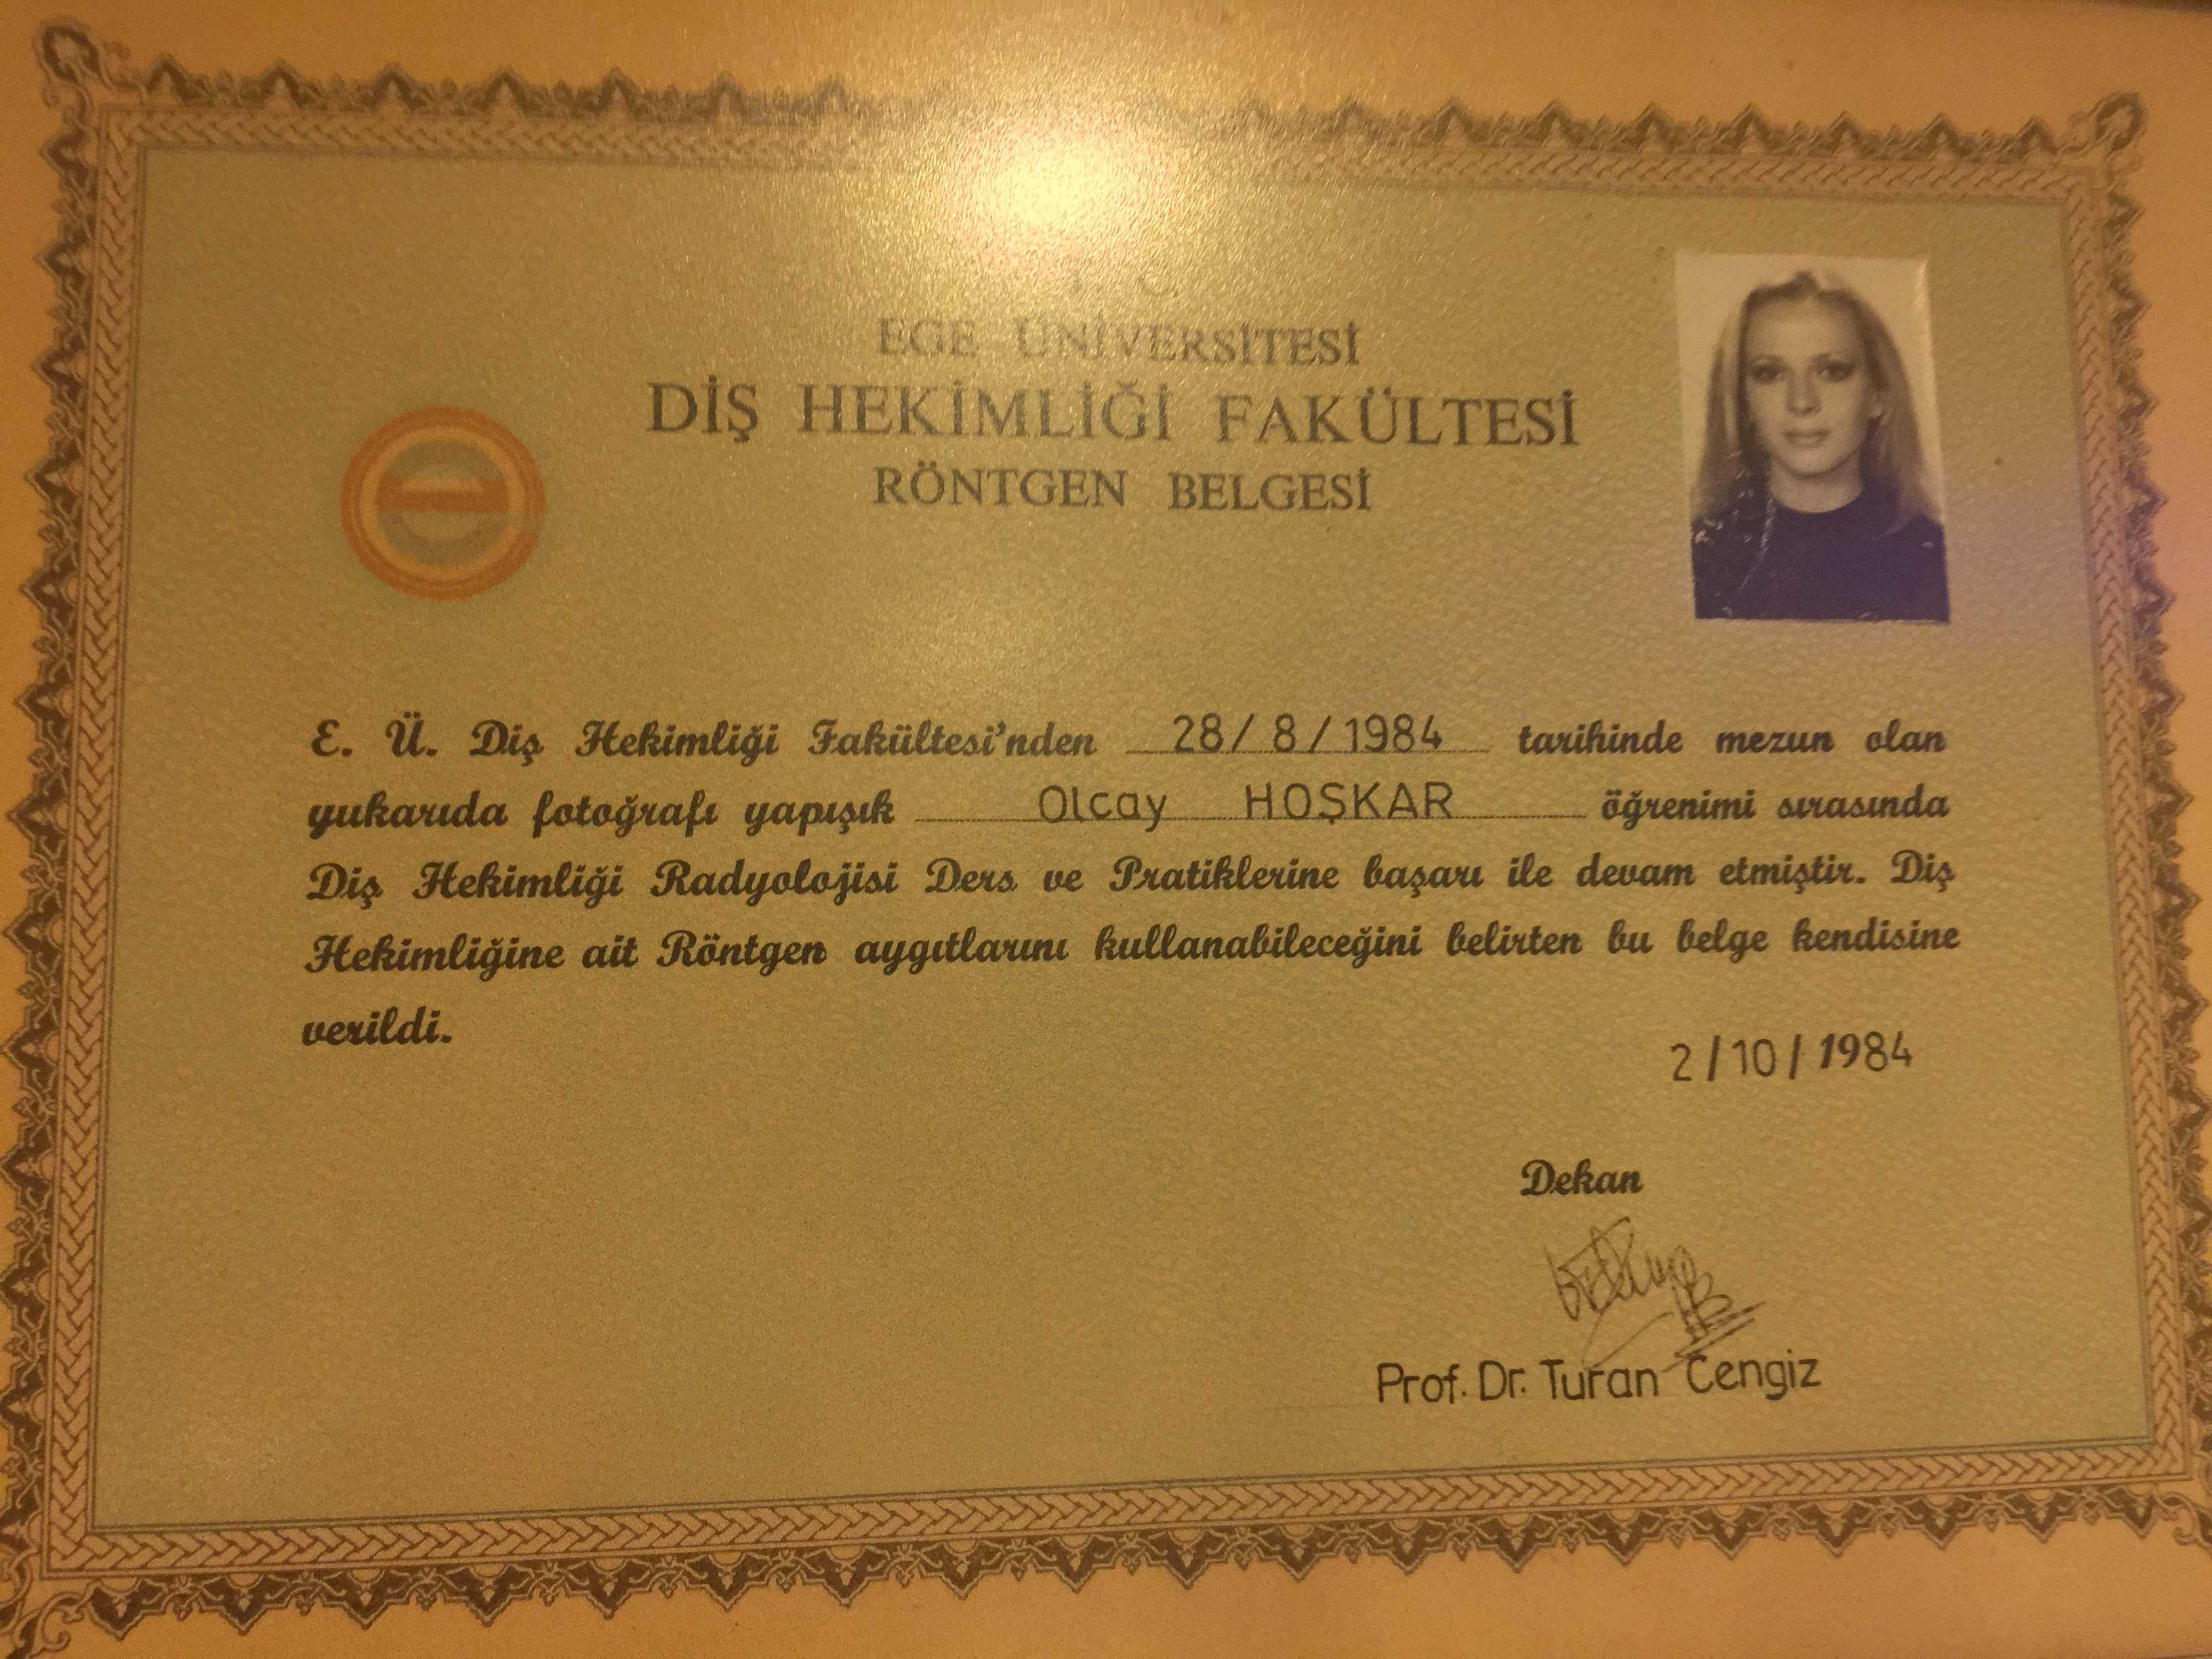 T. C.
EGE ÜNİVERSİTESİ
DİŞ HEKİMLİĞİ FAKÜLTESİ
RÖNTGEN BELGESİ
E. Ü. Diş Hekimliği Fakültesi'nden 28/8/1984 tarihinde mezun olan
yukarıda fotoğrafı yapışık Olcay HOŞKAR öğrenimi sırasında
Diş Hekimliği Radyolojisi Ders ve Pratiklerine başarı ile devam etmiştir. Diş
Hekimliğine ait Röntgen aygıtlarını kullanabileceğini belirten bu belge kendisine
verildi.
2/10/1984
Dekan
Prof. Dr. Turan Cengiz